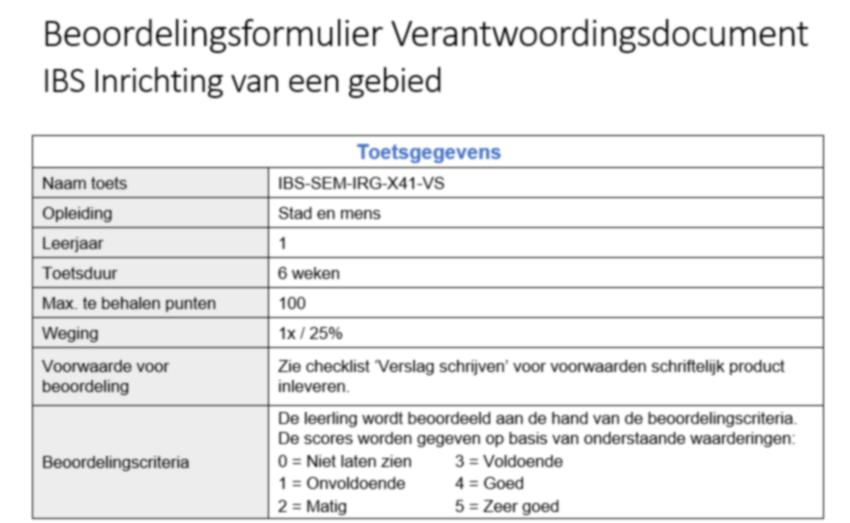 Beoordelingsformulier Verantwoordingsdocument
IBS Inrichting van een gebied
Toetsgegevens
Naam toets IBS-SEM-IRG-X41-VS
Opleiding Stad en mens
Leerjaar 1
Toetsduur 6 weken
Max. te behalen punten 100
Weging 1x / 25%
Voorwaarde voor beoordeling
Zie checklist 'Verslag schrijven' voor voorwaarden schriftelijk product
inleveren.
Beoordelingscriteria
De leerling wordt beoordeeld aan de hand van de beoordelingscriteria.
De scores worden gegeven op basis van onderstaande waarderingen:
0 = Niet laten zien 3 = Voldoende
1 = Onvoldoende 4 = Goed
2 = Matig 5 = Zeer goed